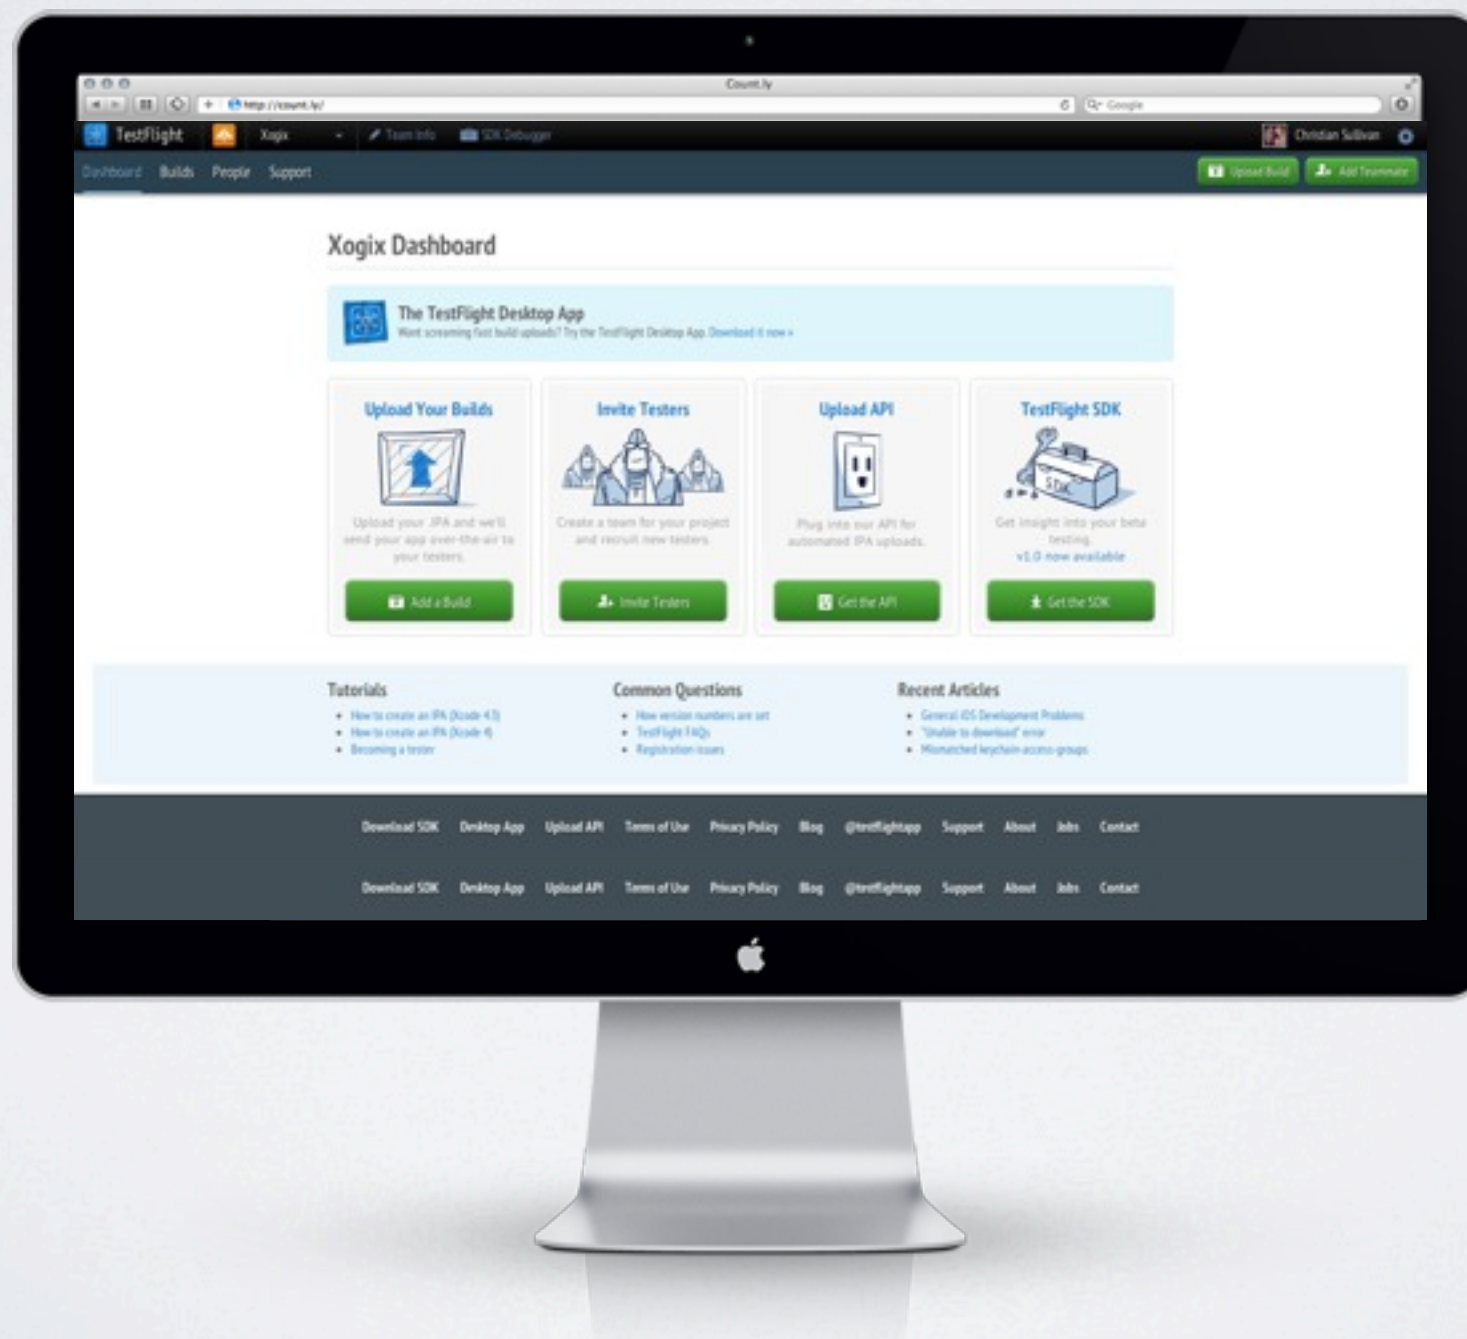 Count.ly
http://count.ly/
Google
TestFlight Xogix Team Info SDK Debugger Christian Sullivan
Dashboard Builds People Support Upload Build Add Teammate
Xogix Dashboard
The TestFlight Desktop App
Want screaming fast build uploads? Try the TestFlight Desktop App. Download it now »
Upload Your Builds
Upload your .IPA and we'll
send your app over-the-air to
your testers.
Add a Build
Invite Testers
Create a team for your project
and recruit new testers.
Invite Testers
Upload API
Plug into our API for
automated IPA uploads.
Get the API
TestFlight SDK
SDK
Get insight into your beta
testing.
v1.0 now available
Get the SDK
Tutorials
How to create an IPA (Xcode 4.3)
How to create an IPA (Xcode 4)
Becoming a tester
Common Questions
How version numbers are set
TestFlight FAQs
Registration issues
Recent Articles
General iOS Development Problems
"Unable to download" error
Mismatched keychain-access-groups
Download SDK Desktop App Upload API Terms of Use Privacy Policy Blog @testflightapp Support About Jobs Contact
Download SDK Desktop App Upload API Terms of Use Privacy Policy Blog @testflightapp Support About Jobs Contact